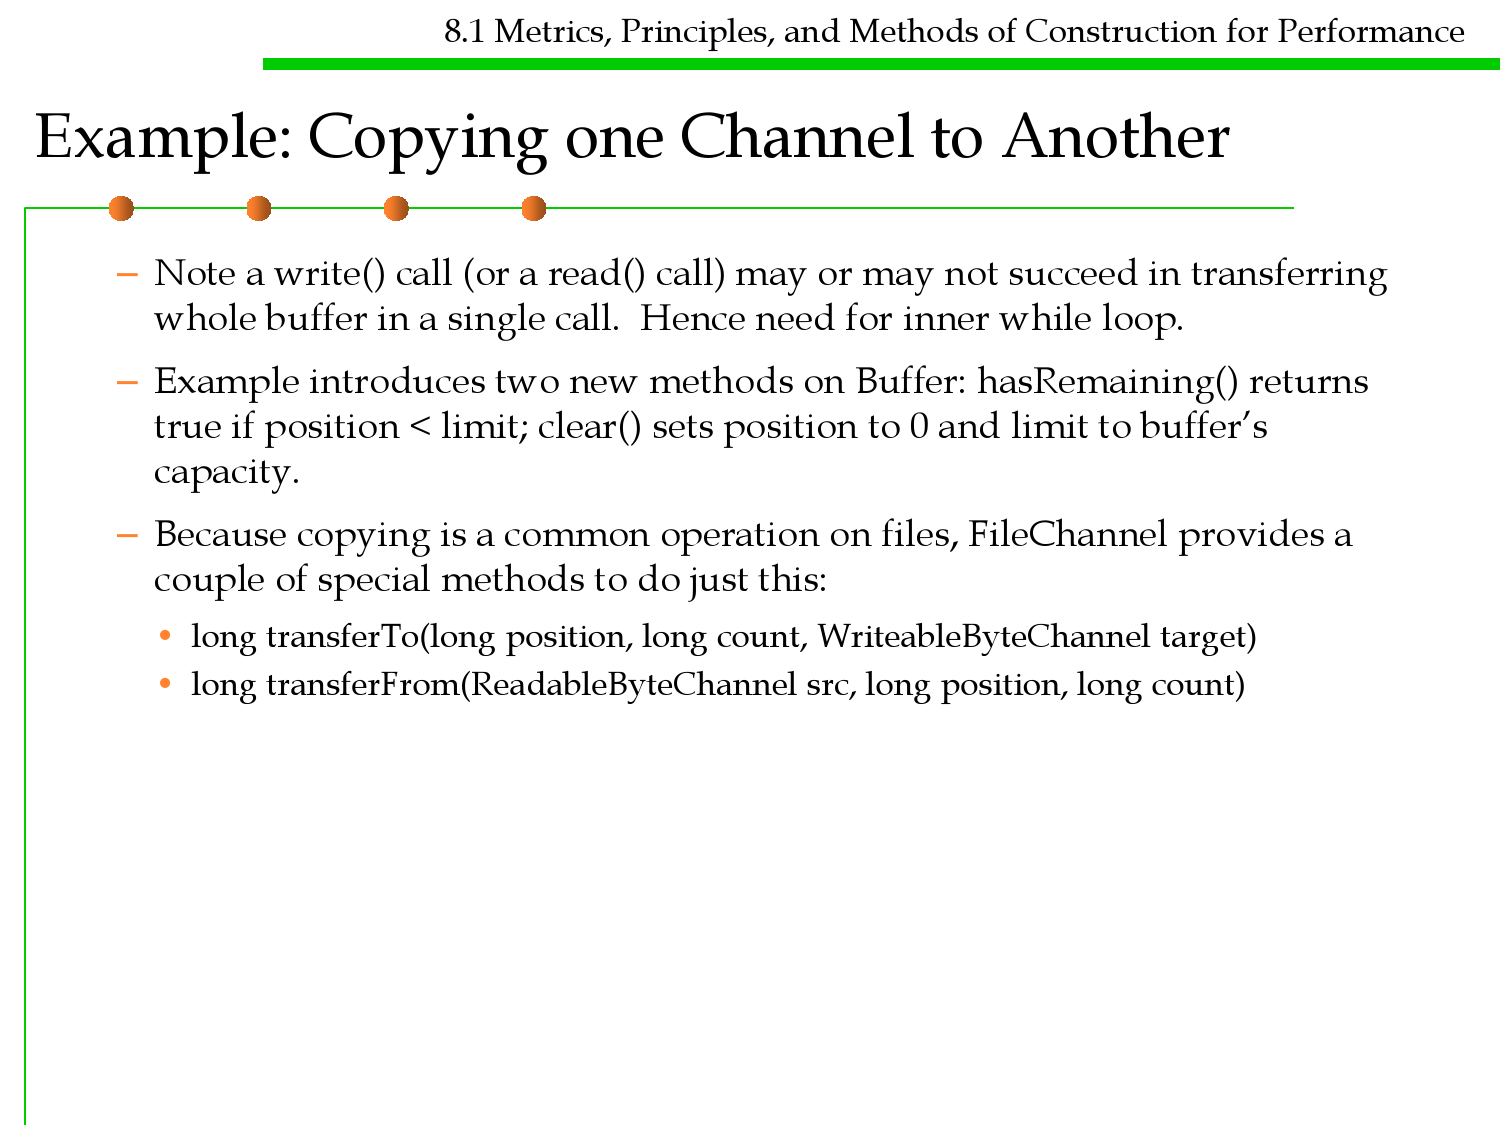 8.1 Metrics, Principles, and Methods of Construction for Performance
Example: Copying one Channel to Another
– Note a write() call (or a read() call) may or may not succeed in transferring
whole buffer in a single call. Hence need for inner while loop.
– Example introduces two new methods on Buffer: hasRemaining() returns
true if position < limit; clear() sets position to 0 and limit to buffer’s
capacity.
– Because copying is a common operation on files, FileChannel provides a
couple of special methods to do just this:
• long transferTo(long position, long count, WriteableByteChannel target)
• long transferFrom(ReadableByteChannel src, long position, long count)